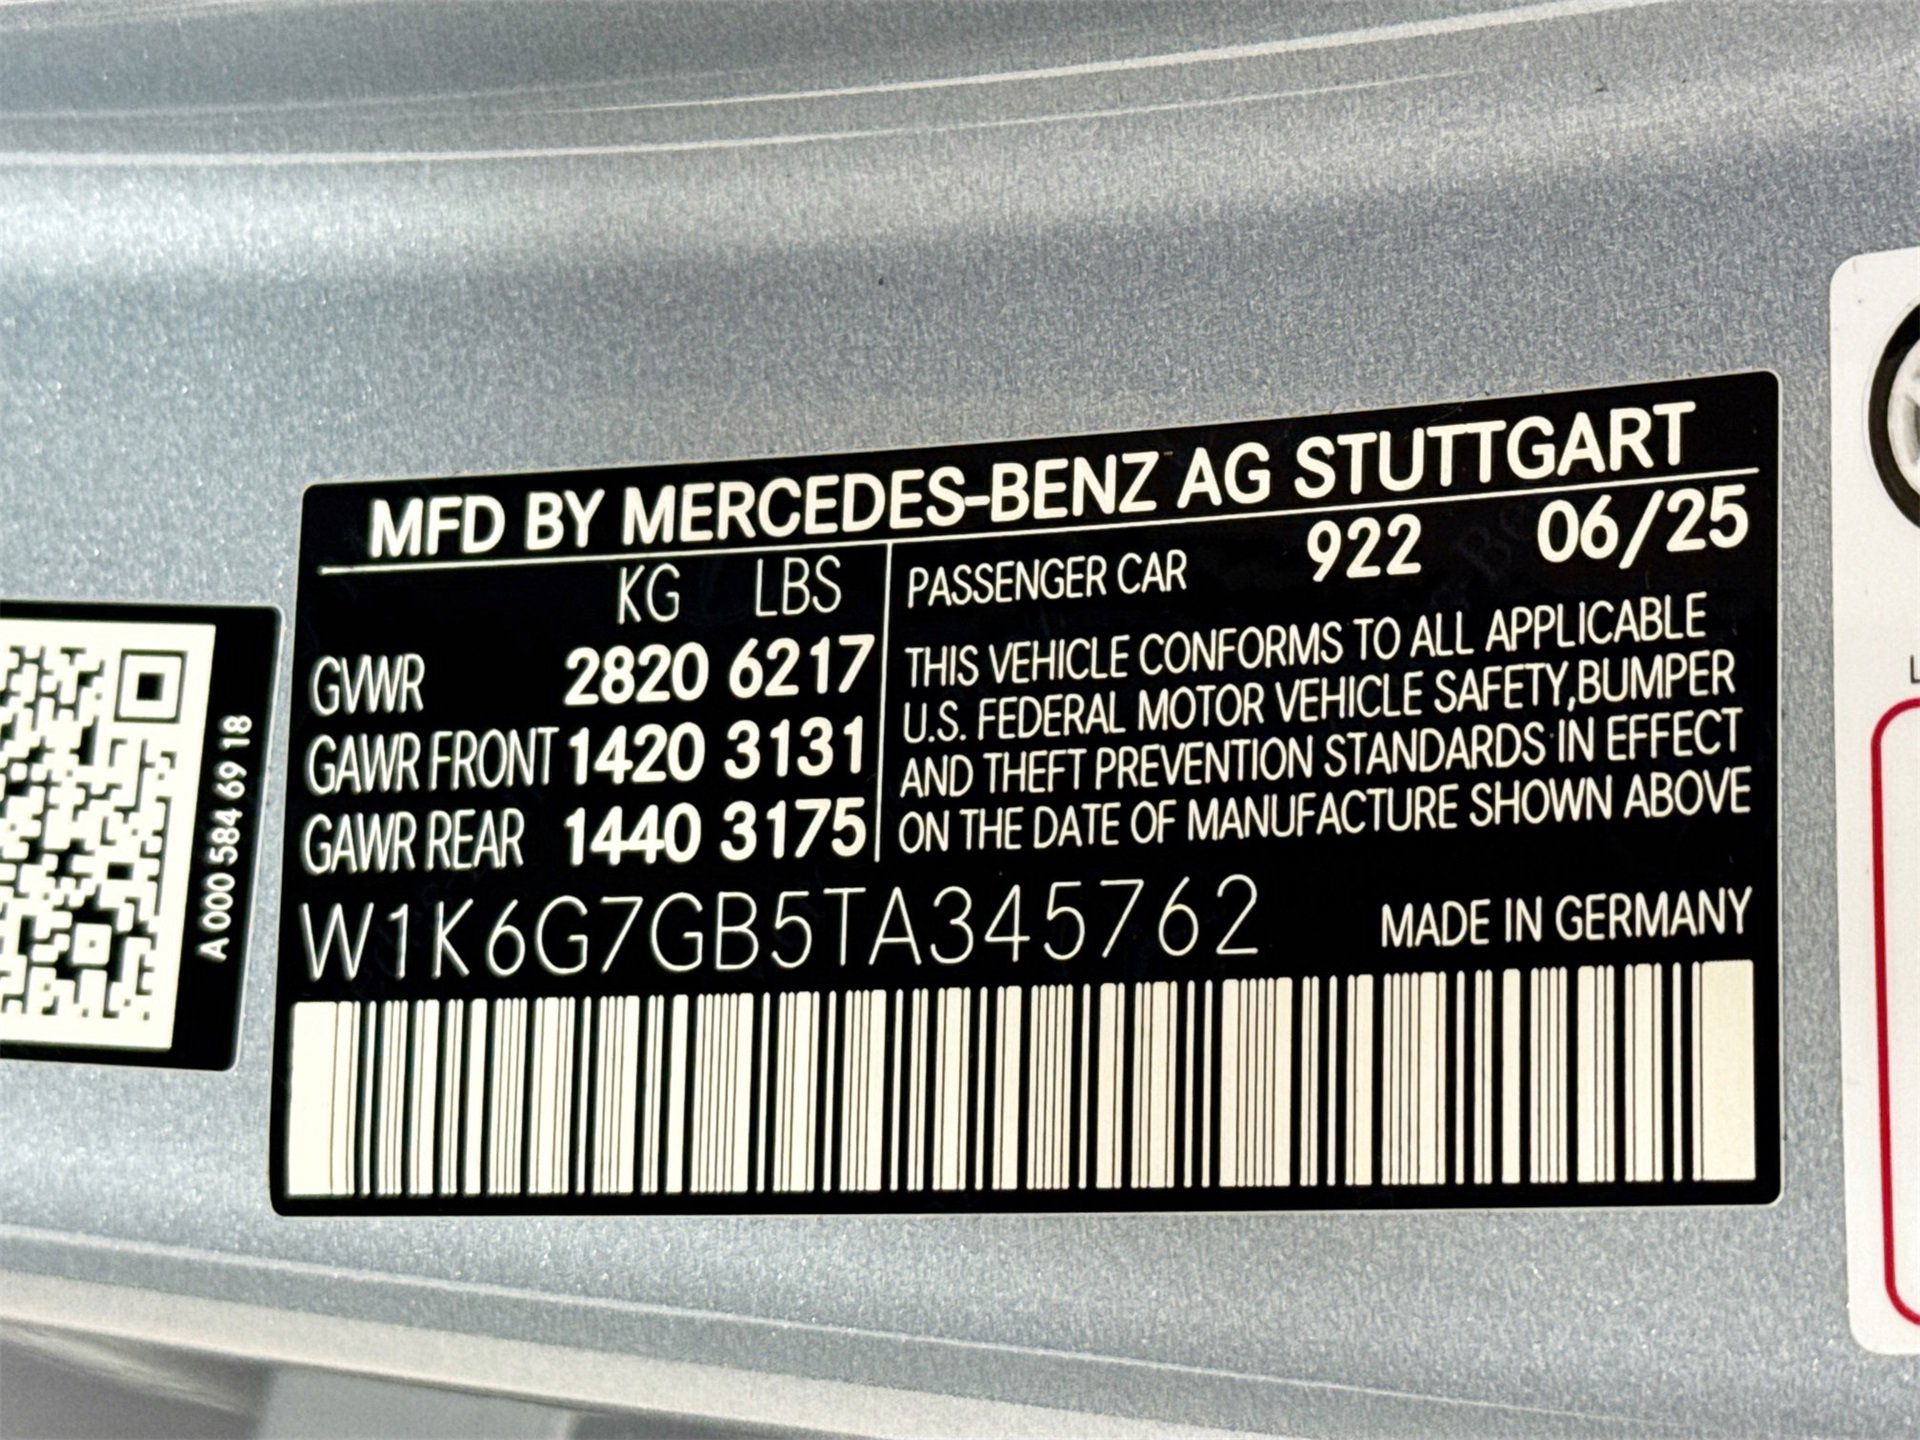 MFD BY MERCEDES-BENZ AG STUTTGART
KG LBS
GVWR 2820 6217
GAWR FRONT 1420 3131
GAWR REAR 1440 3175
PASSENGER CAR 922 06/25
THIS VEHICLE CONFORMS TO ALL APPLICABLE
U.S. FEDERAL MOTOR VEHICLE SAFETY,BUMPER
AND THEFT PREVENTION STANDARDS IN EFFECT
ON THE DATE OF MANUFACTURE SHOWN ABOVE
W1K6G7GB5TA345762
MADE IN GERMANY
A 000 584 69 18